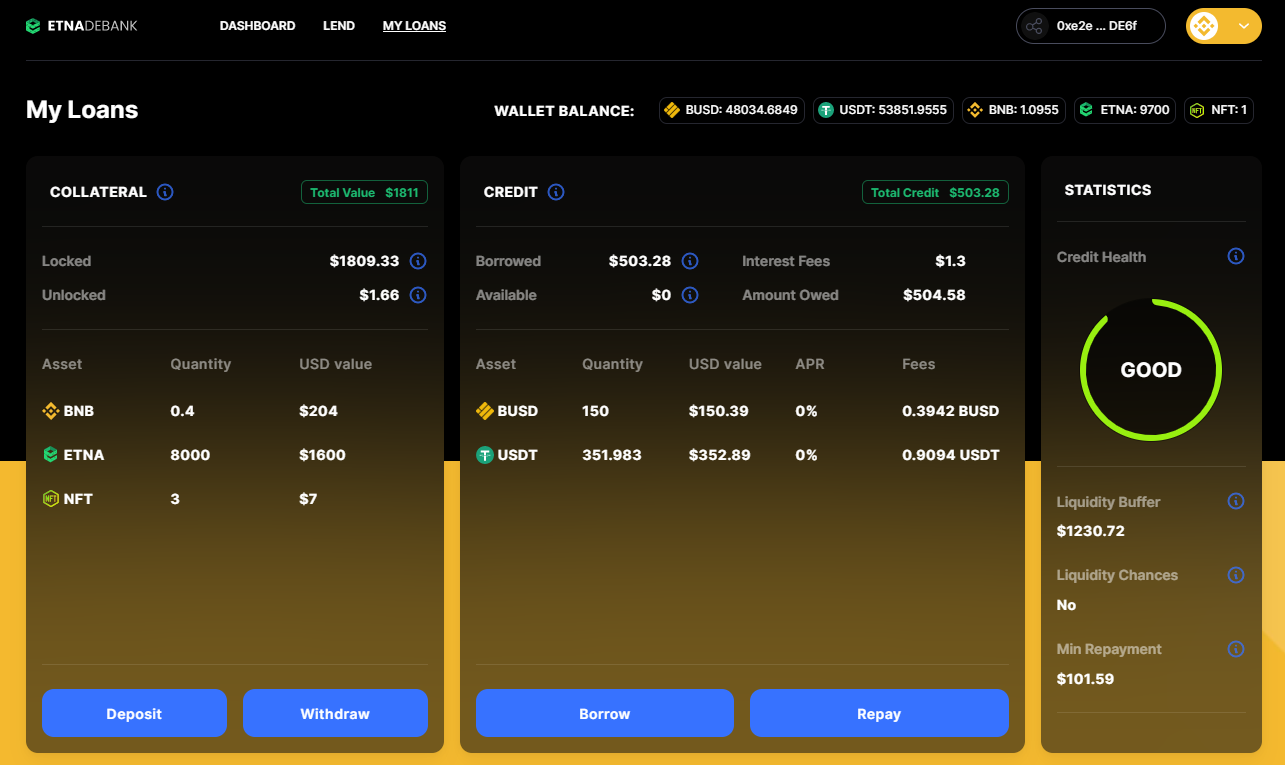 ETNADEBANK DASHBOARD LEND MY LOANS 0xe2e ... DE6f
My Loans WALLET BALANCE: BUSD: 48034.6849 USDT: 53851.9555 BNB: 1.0955 ETNA: 9700 NFT NFT: 1
COLLATERAL Total Value $1811
Locked $1809.33
Unlocked $1.66
Asset Quantity USD value
BNB 0.4 $204
ETNA 8000 $1600
NFT NFT 3 $7
Deposit Withdraw
CREDIT Total Credit $503.28
Borrowed $503.28 Interest Fees $1.3
Available $0 Amount Owed $504.58
Asset Quantity USD value APR Fees
BUSD 150 $150.39 0% 0.3942 BUSD
USDT 351.983 $352.89 0% 0.9094 USDT
Borrow Repay
STATISTICS
Credit Health
GOOD
Liquidity Buffer
$1230.72
Liquidity Chances
No
Min Repayment
$101.59